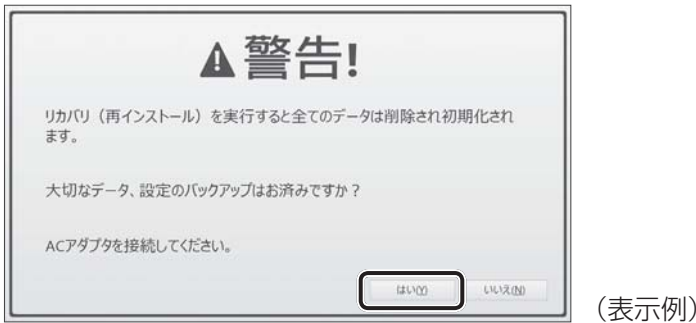 警告!
リカバリ（再インストール）を実行すると全てのデータは削除され初期化され
ます。
大切なデータ、設定のバックアップはお済みですか？
ACアダプタを接続してください。
はい(Y)
いいえ(N)
（表示例）